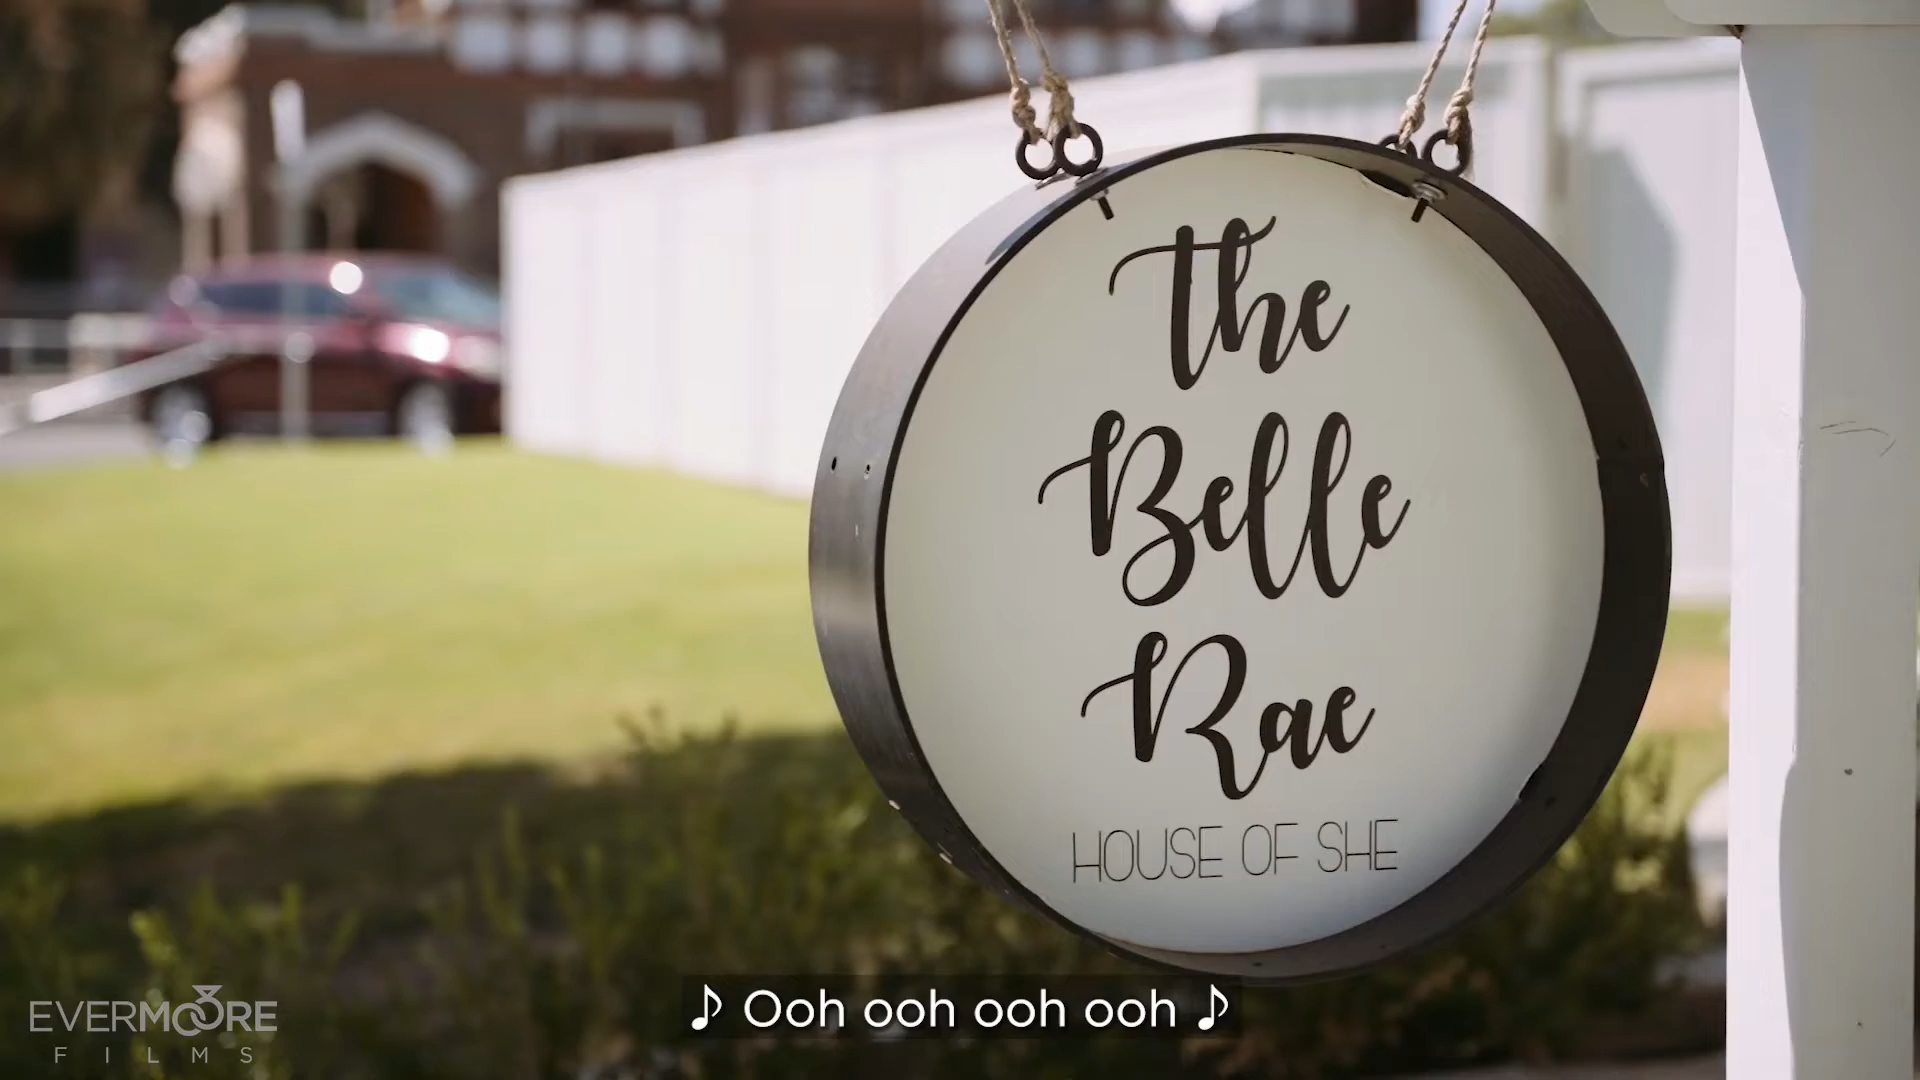 the
Belle
Rae
HOUSE OF SHE
♪ Ooh ooh ooh ooh ♪
EVERMOORE
FILMS